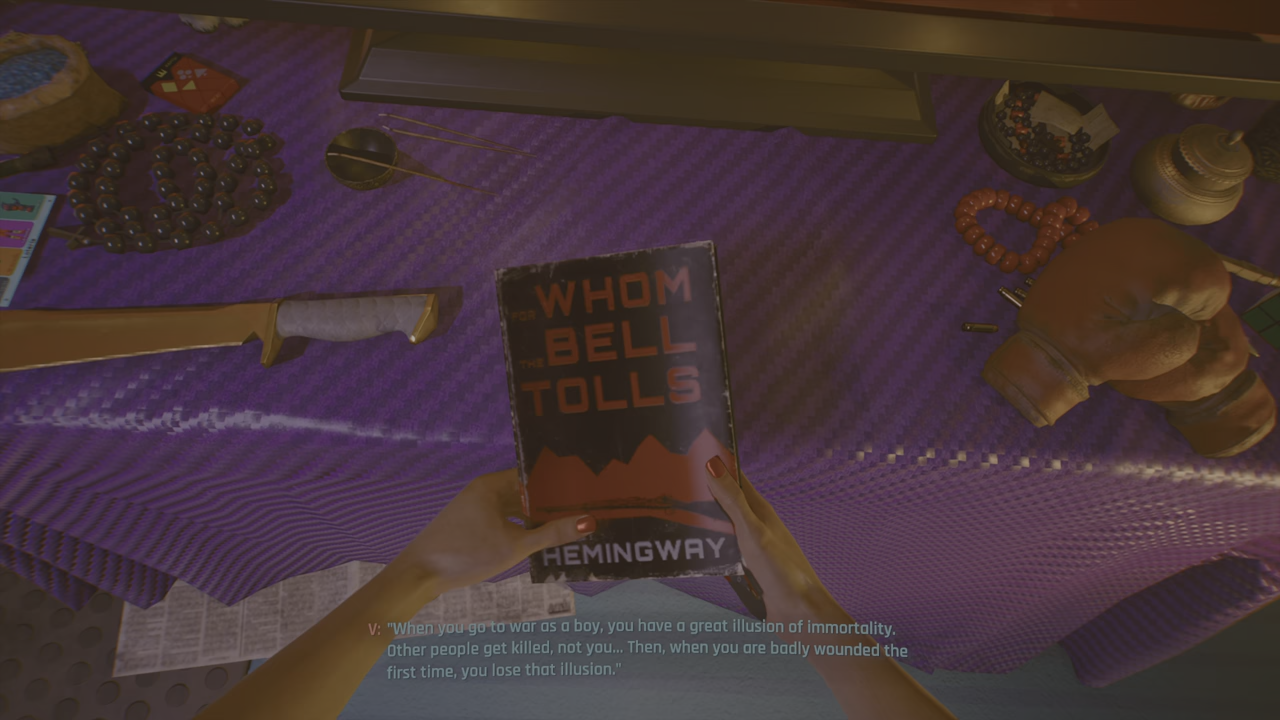 FOR WHOM
THE BELL
TOLLS
HEMINGWAY
V: "When you go to war as a boy, you have a great illusion of immortality.
Other people get killed, not you... Then, when you are badly wounded the
first time, you lose that illusion."